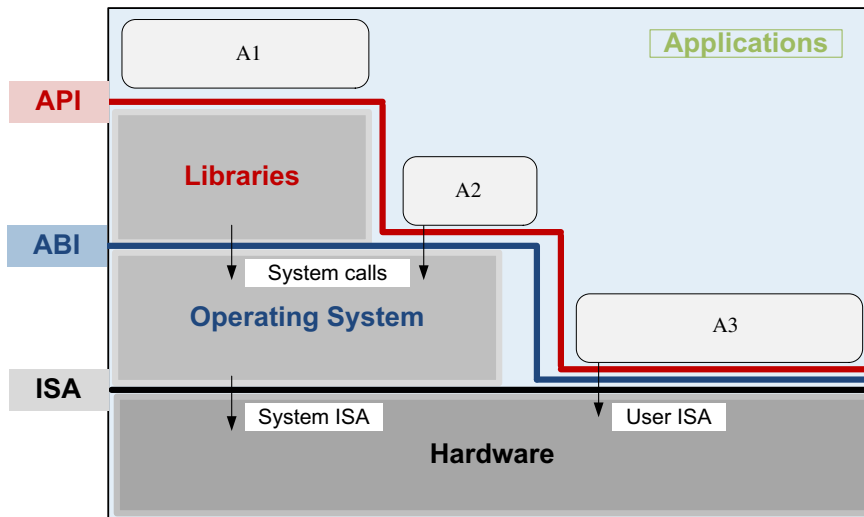 A1
Applications
API
Libraries
A2
ABI
System calls
Operating System
A3
ISA
System ISA
User ISA
Hardware